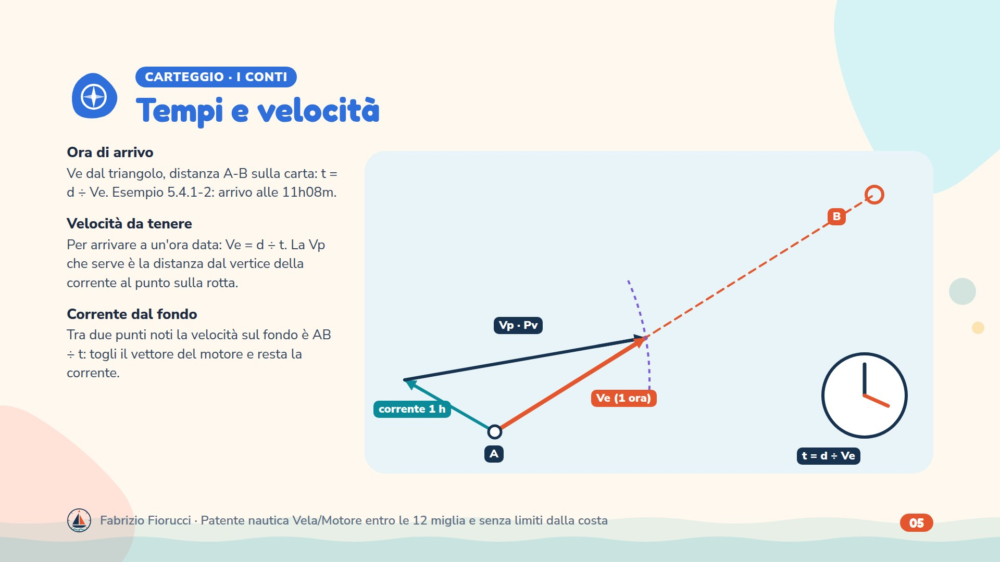 CARTEGGIO · I CONTI
Tempi e velocità
Ora di arrivo
Ve dal triangolo, distanza A-B sulla carta: t =
d ÷ Ve. Esempio 5.4.1-2: arrivo alle 11h08m.
Velocità da tenere
Per arrivare a un'ora data: Ve = d ÷ t. La Vp
che serve è la distanza dal vertice della
corrente al punto sulla rotta.
Corrente dal fondo
Tra due punti noti la velocità sul fondo è AB
÷ t: togli il vettore del motore e resta la
corrente.
B
Vp · Pv
Ve (1 ora)
corrente 1 h
A
t = d ÷ Ve
Fabrizio Fiorucci · Patente nautica Vela/Motore entro le 12 miglia e senza limiti dalla costa
05